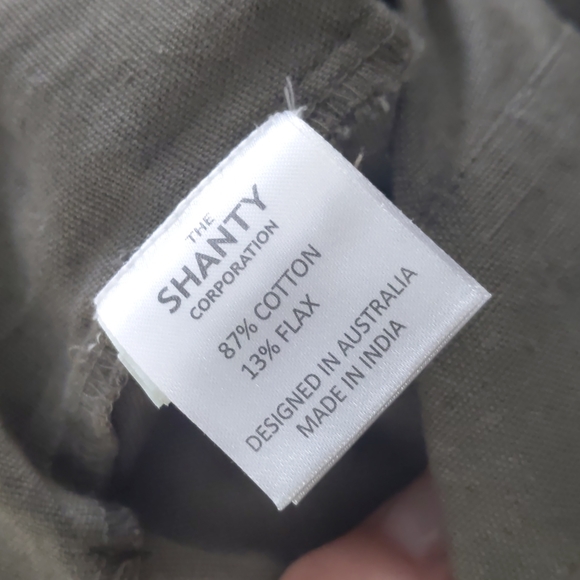 THE
SHANTY
CORPORATION
87% COTTON
13% FLAX
DESIGNED IN AUSTRALIA
MADE IN INDIA